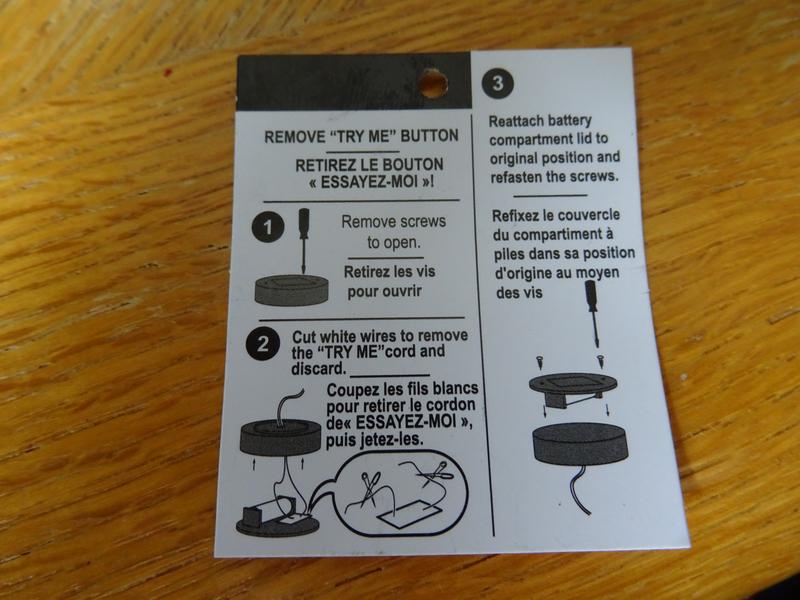 REMOVE “TRY ME” BUTTON
RETIREZ LE BOUTON
« ESSAYEZ-MOI »!
1
Remove screws
to open.
Retirez les vis
pour ouvrir
2
Cut white wires to remove
the “TRY ME”cord and
discard.
Coupez les fils blancs
pour retirer le cordon
de« ESSAYEZ-MOI »,
puis jetez-les.
3
Reattach battery
compartment lid to
original position and
refasten the screws.
Refixez le couvercle
du compartiment à
piles dans sa position
d'origine au moyen
des vis